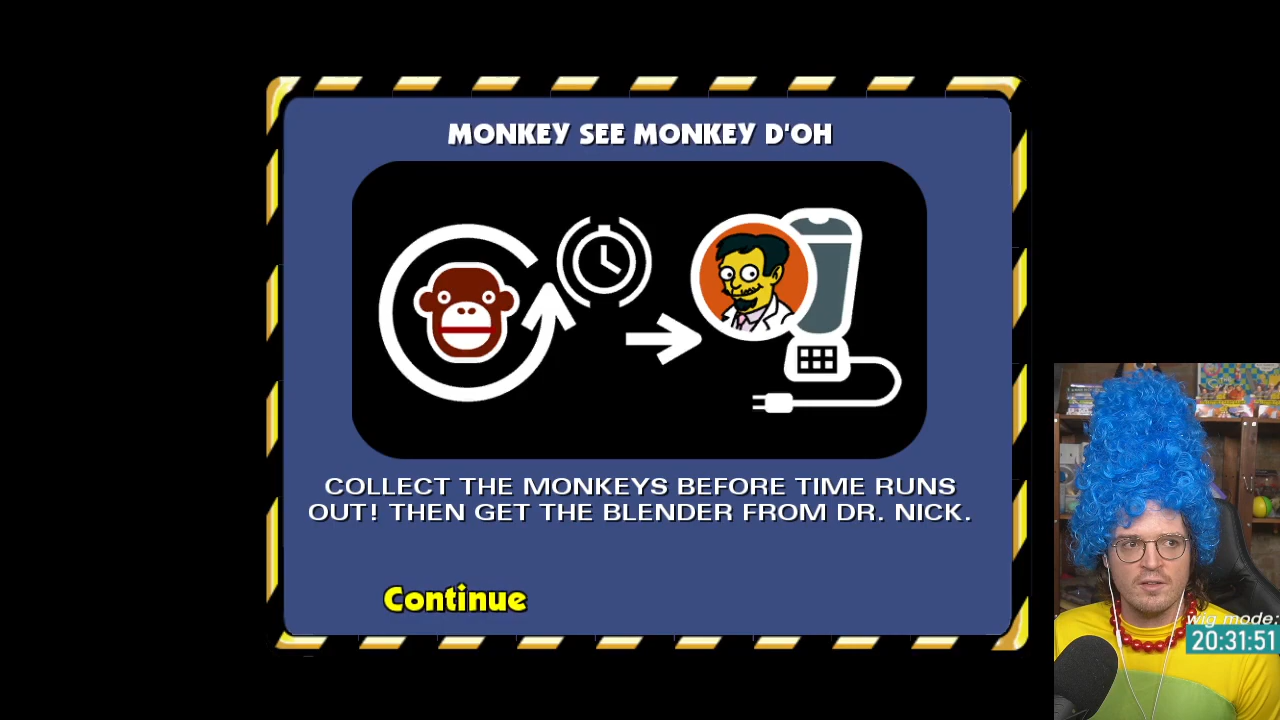 MONKEY SEE MONKEY D'OH
COLLECT THE MONKEYS BEFORE TIME RUNS
OUT! THEN GET THE BLENDER FROM DR. NICK.
Continue
wig mode:
20:31:51